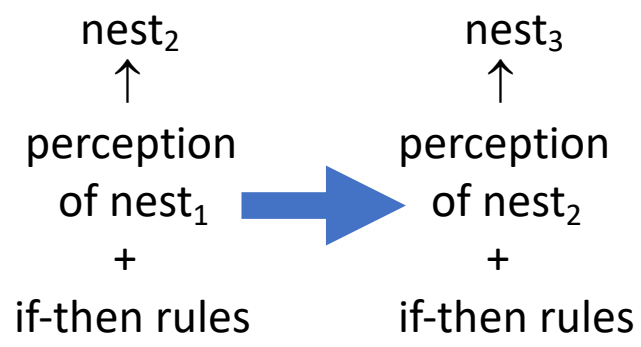 nest₂
↑
perception
of nest₁
+
if-then rules
nest₃
↑
perception
of nest₂
+
if-then rules